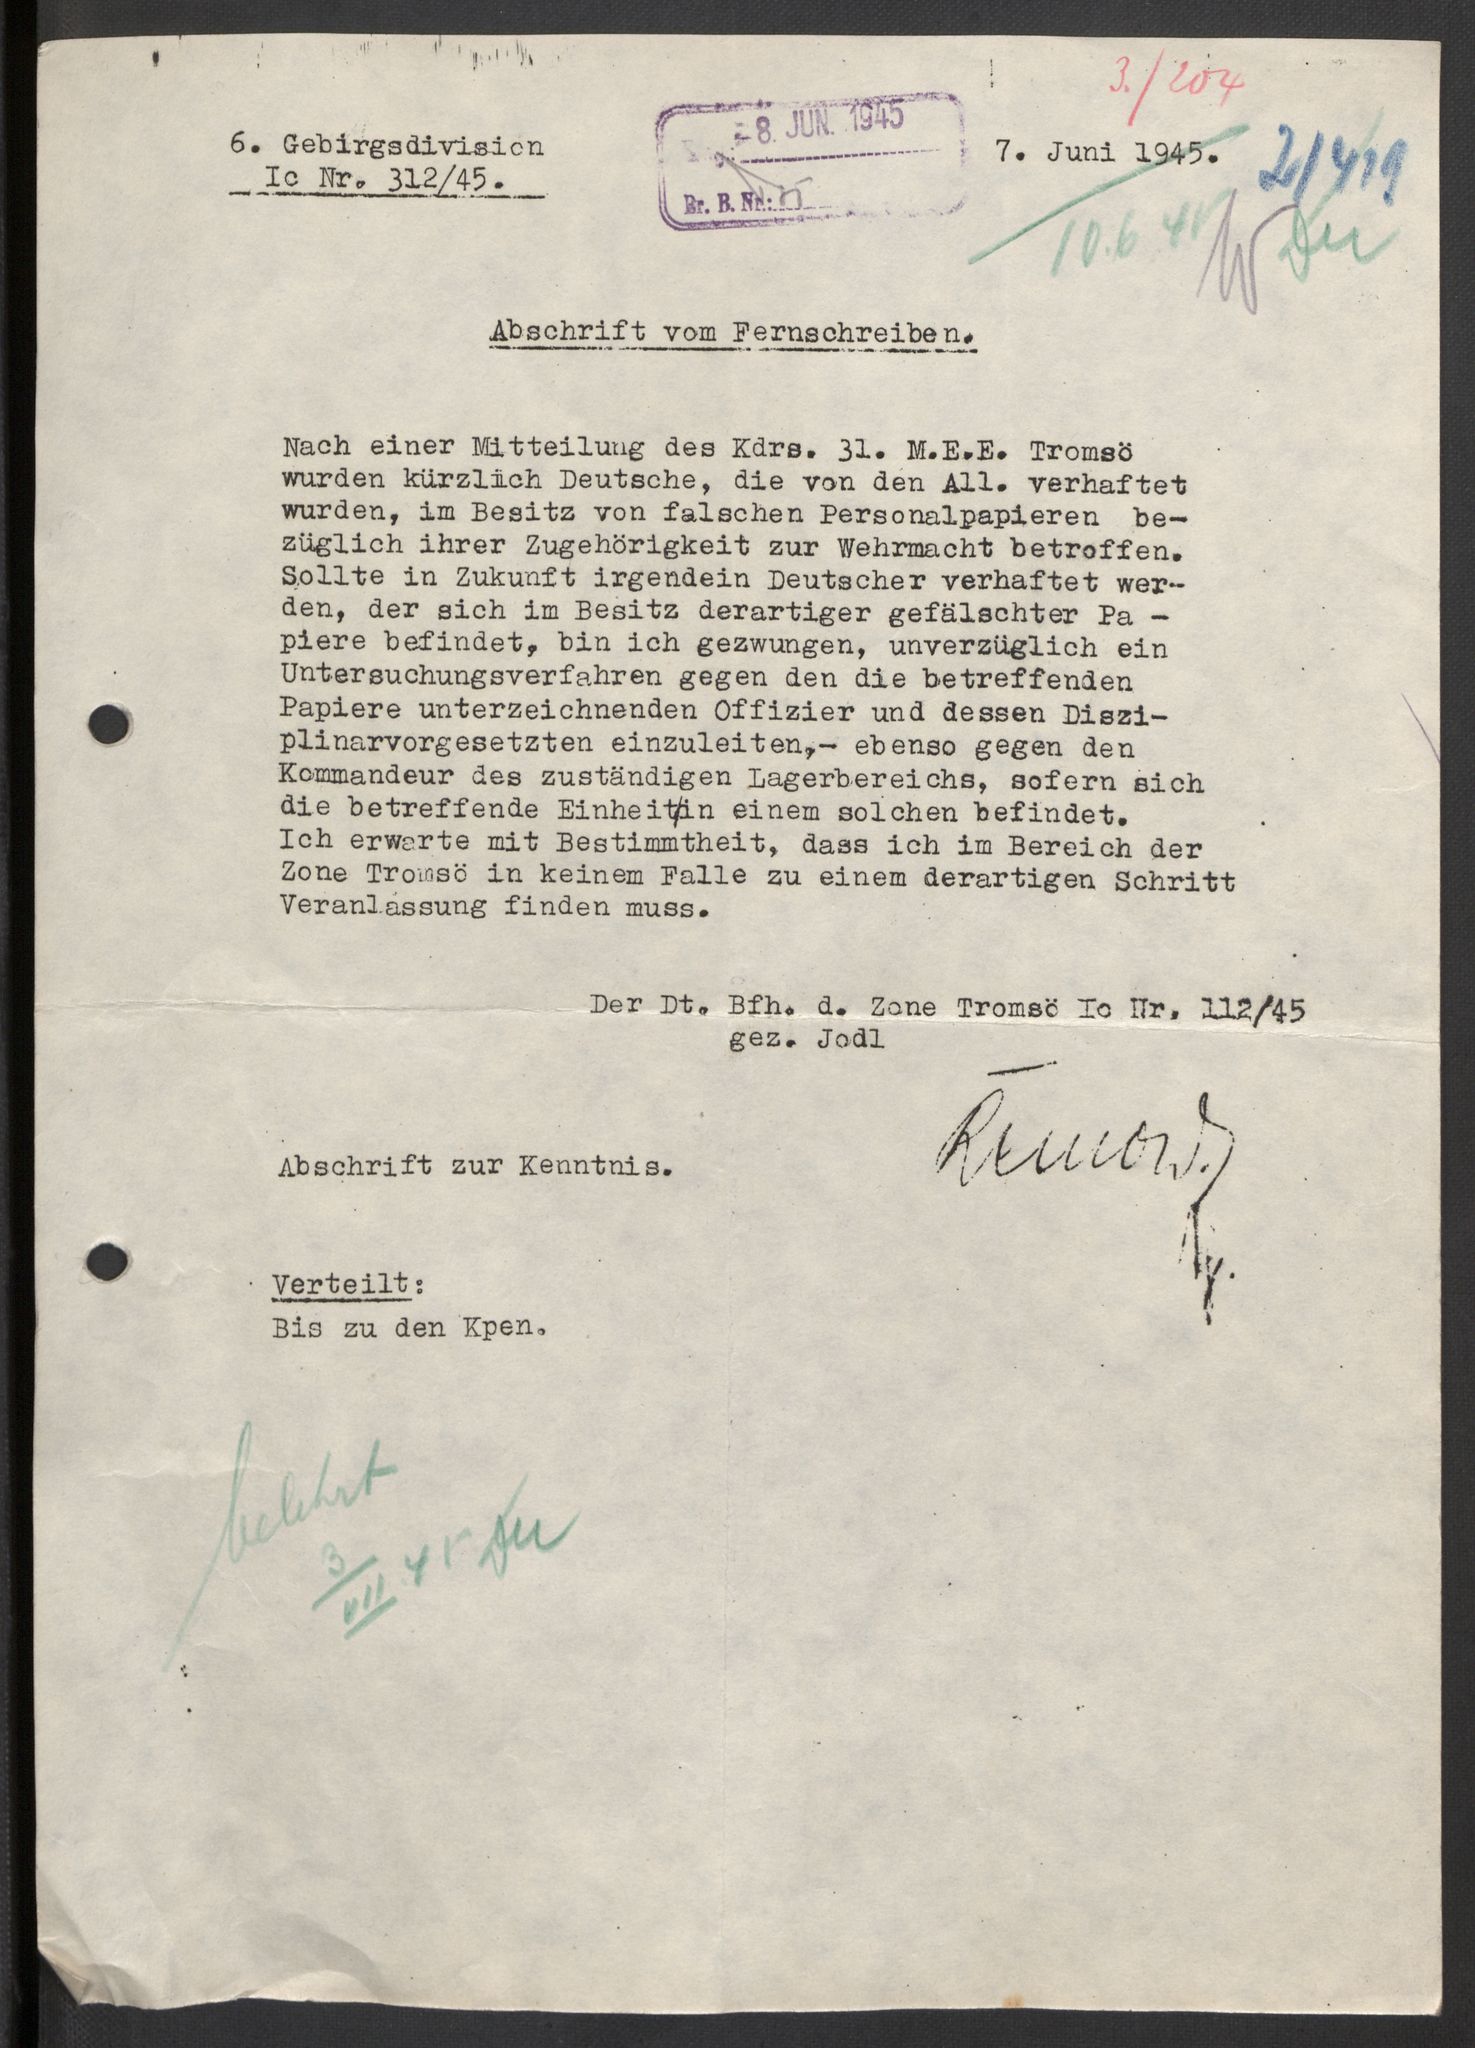 3./204
-8. JUN. 1945
Br. B. Nr.:
6. Gebirgsdivision
Ic Nr. 312/45.
7. Juni 1945.
2/419
10.6.45 
Abschrift vom Fernschreiben.
Nach einer Mitteilung des Kdrs. 31. M.E.E. Tromsö
wurden kürzlich Deutsche, die von den All. verhaftet
wurden, im Besitz von falschen Personalpapieren be-
züglich ihrer Zugehörigkeit zur Wehrmacht betroffen.
Sollte in Zukunft irgendein Deutscher verhaftet wer-
den, der sich im Besitz derartiger gefälschter Pa -
piere befindet, bin ich gezwungen, unverzüglich ein
Untersuchungsverfahren gegen den die betreffenden
Papiere unterzeichnenden Offizier und dessen Diszi-
plinarvorgesetzten einzuleiten,- ebenso gegen den
Kommandeur des zuständigen Lagerbereichs, sofern sich
die betreffende Einheit/in einem solchen befindet.
Ich erwarte mit Bestimmtheit, dass ich im Bereich der
Zone Tromsö in keinem Falle zu einem derartigen Schritt
Veranlassung finden muss.
Der Dt. Bfh. d. Zone Tromsö Ic Nr. 112/45
gez. Jodl
Abschrift zur Kenntnis.
Verteilt:
Bis zu den Kpen.
belehrt
3/VII.45